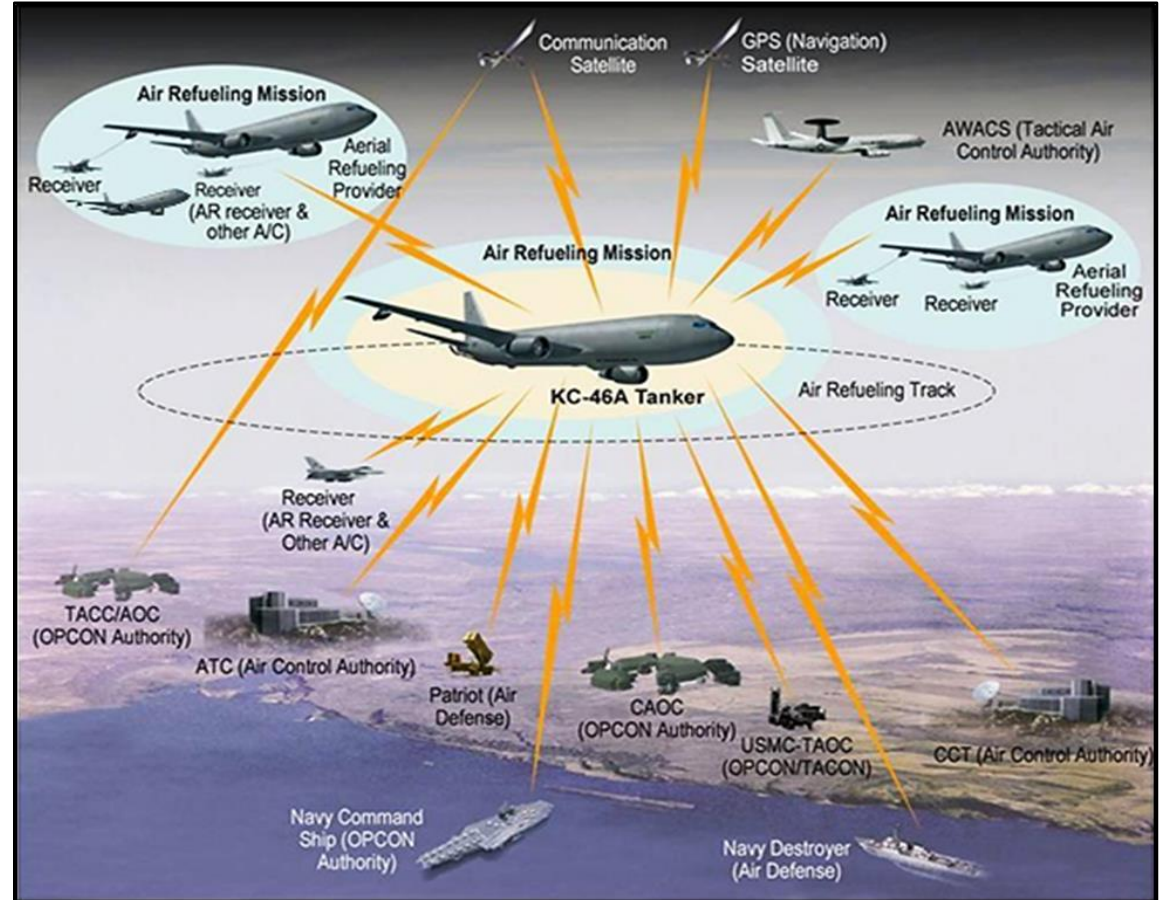 Communication
Satellite
GPS (Navigation)
Satellite
Air Refueling Mission
Aerial
Refueling
Provider
Receiver
Receiver
(AR receiver &
other A/C)
AWACS (Tactical Air
Control Authority)
Air Refueling Mission
Aerial
Refueling
Provider
Receiver
Receiver
Air Refueling Mission
KC-46A Tanker
Air Refueling Track
Receiver
(AR Receiver &
Other A/C)
TACC/AOC
(OPCON Authority)
ATC (Air Control Authority)
Patriot (Air
Defense)
CAOC
(OPCON Authority)
USMC-TAOC
(OPCON/TACON)
CCT (Air Control Authority)
Navy Command
Ship (OPCON
Authority)
Navy Destroyer
(Air Defense)